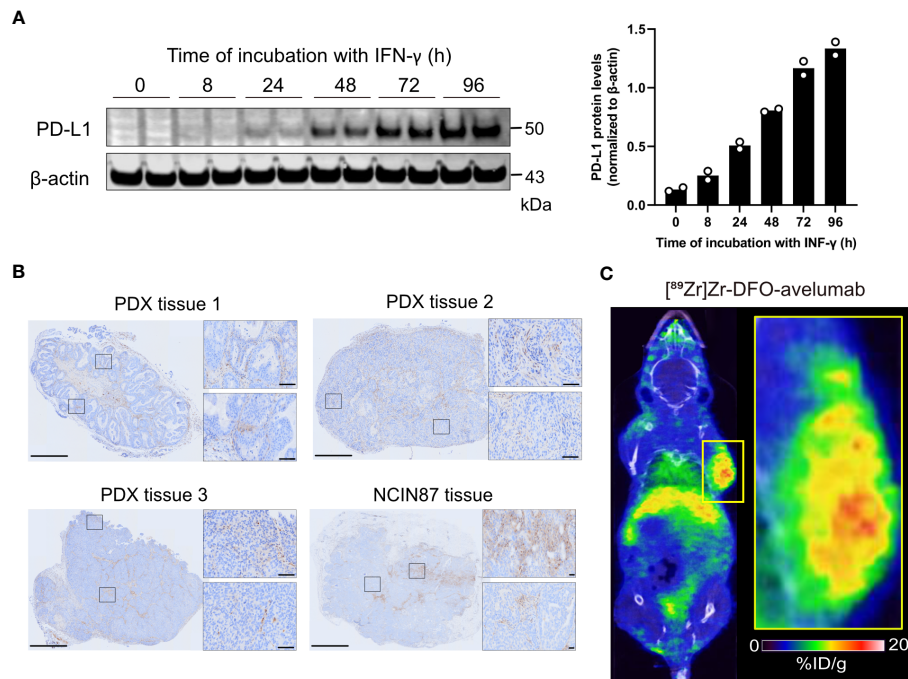 A
Time of incubation with IFN-γ (h)
0 8 24 48 72 96
PD-L1
50
β-actin
43
kDa
PD-L1 protein levels
(normalized to β-actin)
1.5
1.0
0.5
0.0
0 8 24 48 72 96
Time of incubation with INF-γ (h)
B
PDX tissue 1
PDX tissue 2
PDX tissue 3
NCIN87 tissue
C
[⁸⁹Zr]Zr-DFO-avelumab
0 20
%ID/g